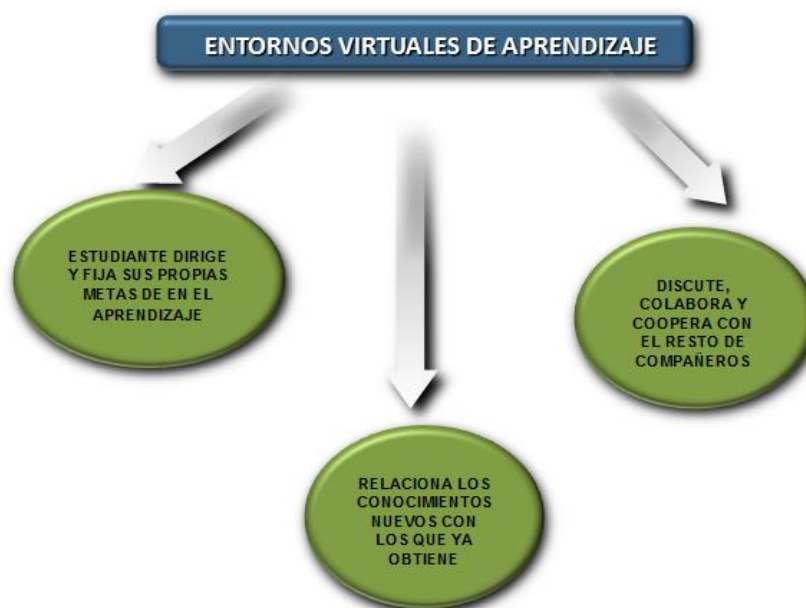 ENTORNOS VIRTUALES DE APRENDIZAJE
ESTUDIANTE DIRIGE
Y FIJA SUS PROPIAS
METAS DE EN EL
APRENDIZAJE
RELACIONA LOS
CONOCIMIENTOS
NUEVOS CON
LOS QUE YA
OBTIENE
DISCUTE,
COLABORA Y
COOPERA CON
EL RESTO DE
COMPAÑEROS